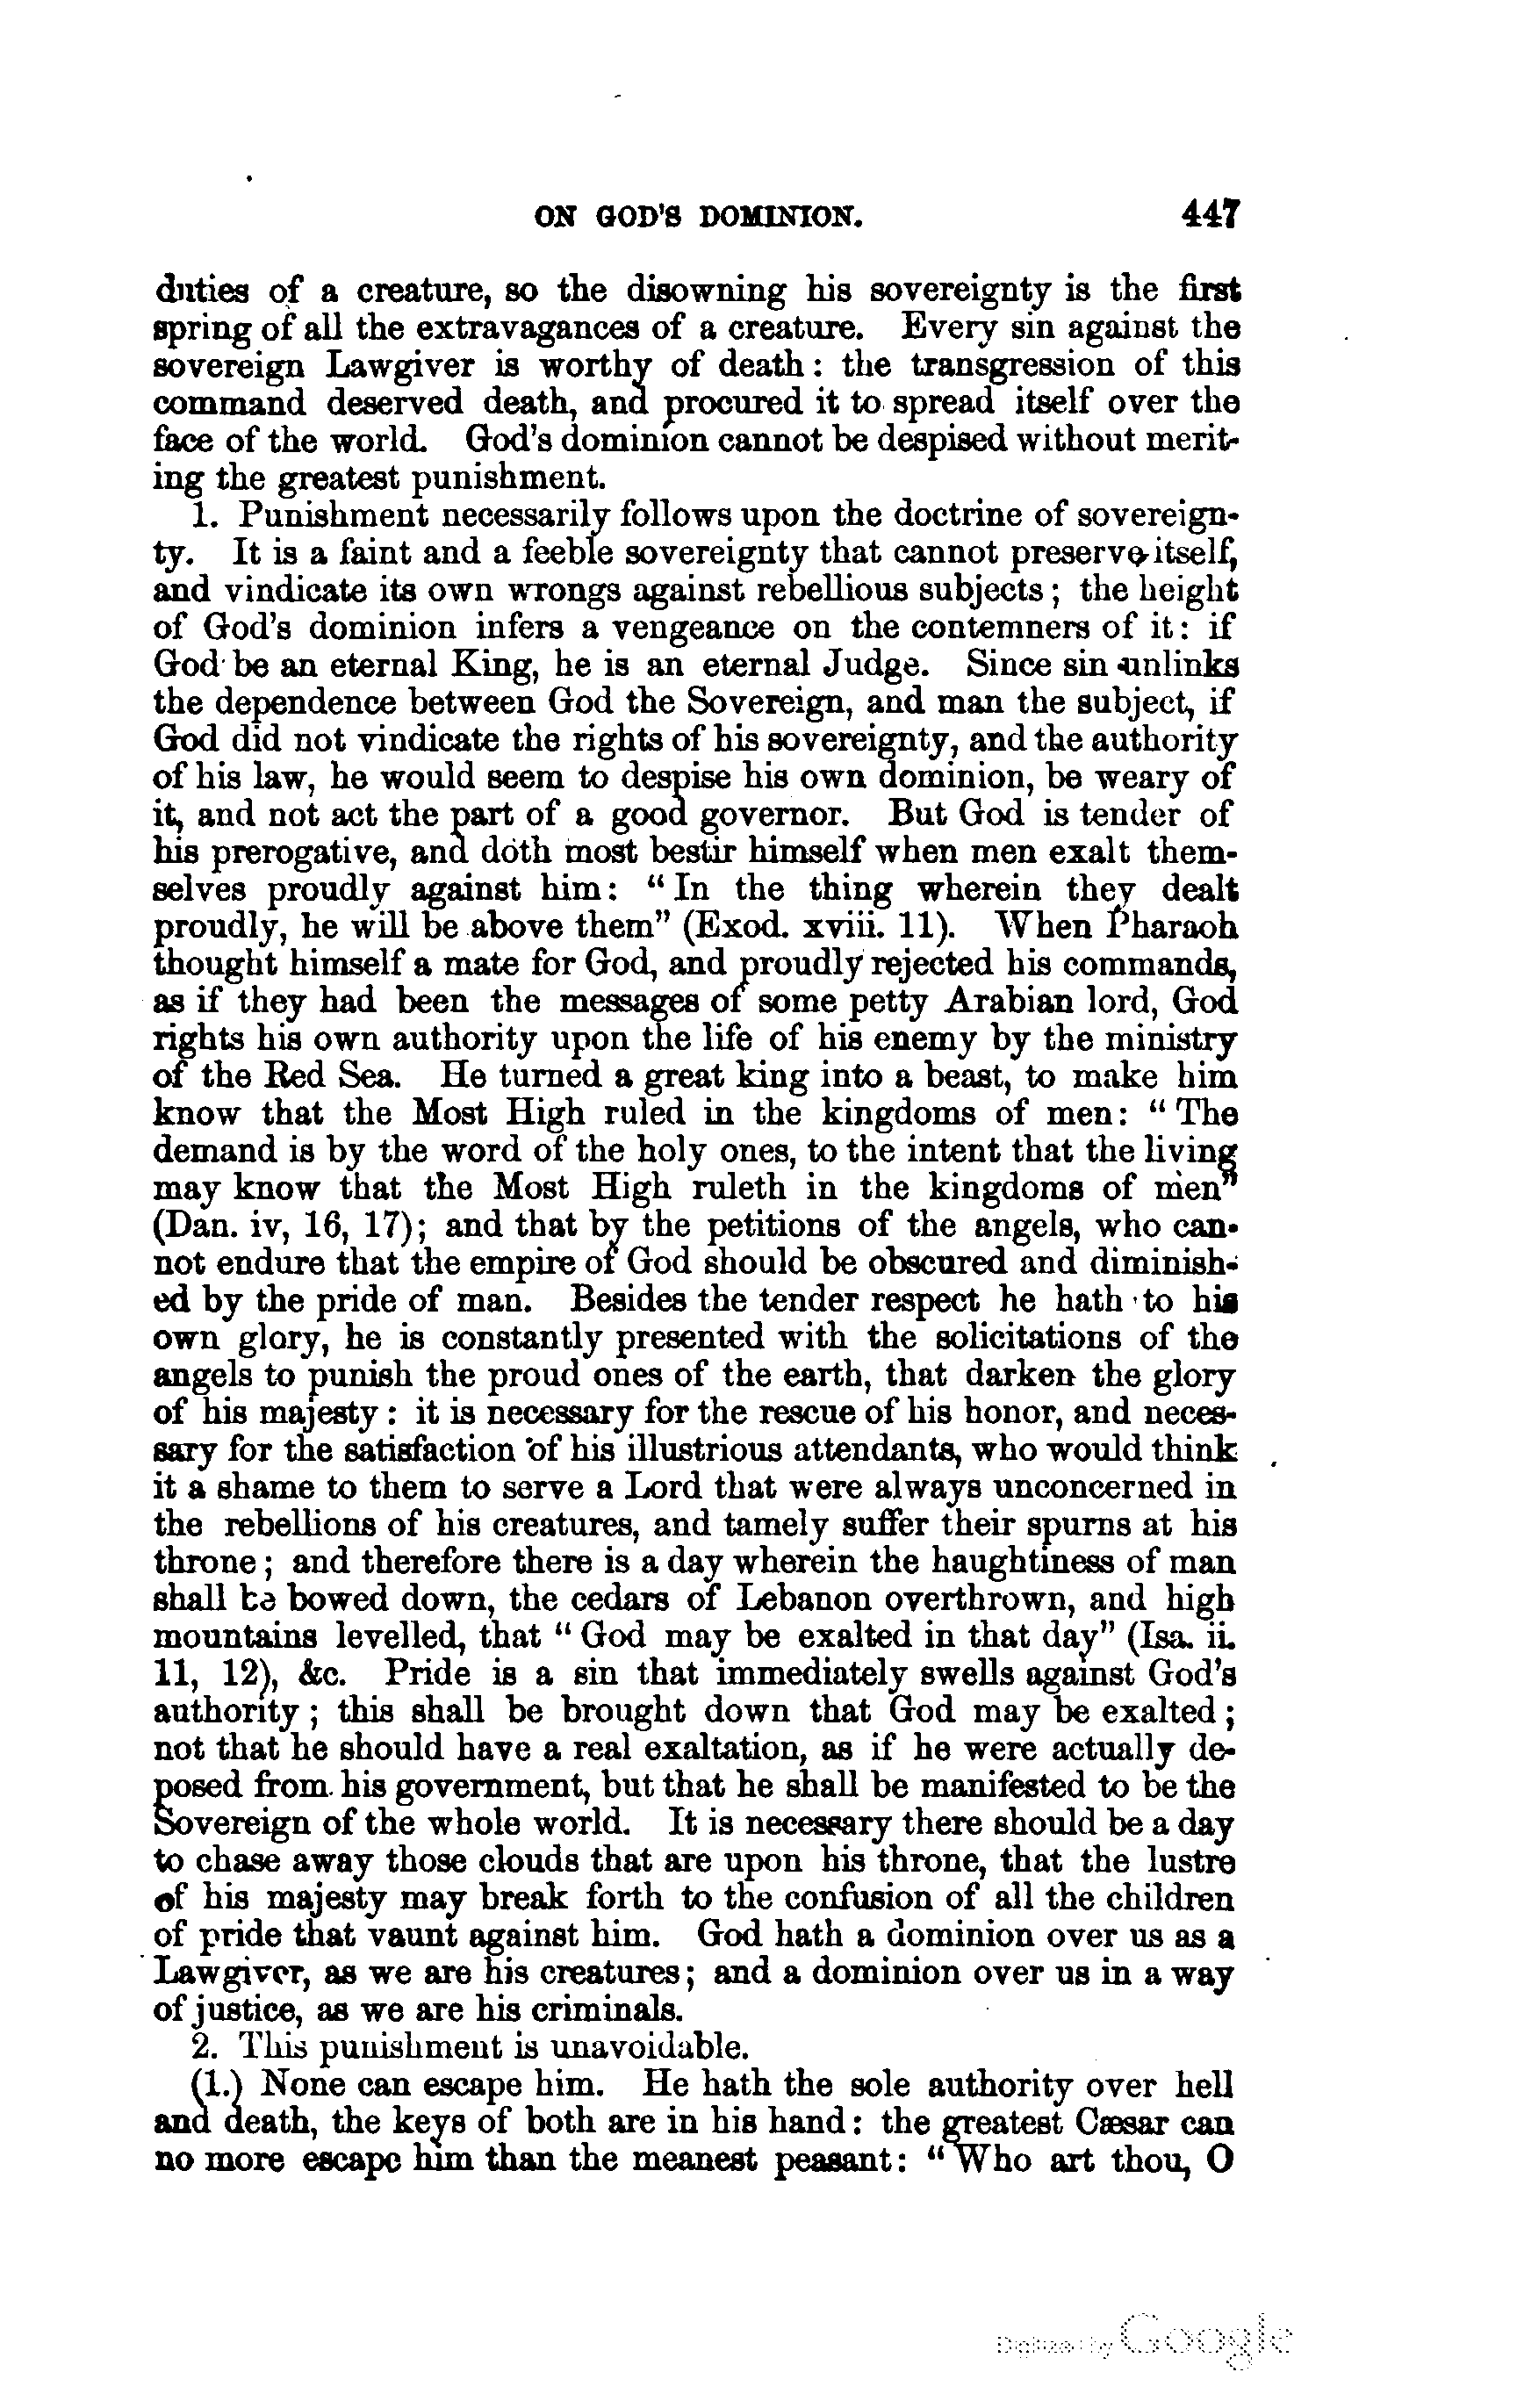 ON GOD'S DOMINION. 447
duties of a creature, so the disowning his sovereignty is the first
spring of all the extravagances of a creature. Every sin against the
sovereign Lawgiver is worthy of death: the transgression of this
command deserved death, and procured it to spread itself over the
face of the world. God's dominion cannot be despised without merit-
ing the greatest punishment.
1. Punishment necessarily follows upon the doctrine of sovereign-
ty. It is a faint and a feeble sovereignty that cannot preserve itself,
and vindicate its own wrongs against rebellious subjects; the height
of God's dominion infers a vengeance on the contemners of it: if
God be an eternal King, he is an eternal Judge. Since sin unlinks
the dependence between God the Sovereign, and man the subject, if
God did not vindicate the rights of his sovereignty, and the authority
of his law, he would seem to despise his own dominion, be weary of
it, and not act the part of a good governor. But God is tender of
his prerogative, and doth most bestir himself when men exalt them-
selves proudly against him: "In the thing wherein they dealt
proudly, he will be above them" (Exod. xviii. 11). When Pharaoh
thought himself a mate for God, and proudly rejected his commands,
as if they had been the messages of some petty Arabian lord, God
rights his own authority upon the life of his enemy by the ministry
of the Red Sea. He turned a great king into a beast, to make him
know that the Most High ruled in the kingdoms of men: "The
demand is by the word of the holy ones, to the intent that the living
may know that the Most High ruleth in the kingdoms of men"
(Dan. iv, 16, 17); and that by the petitions of the angels, who can-
not endure that the empire of God should be obscured and diminish-
ed by the pride of man. Besides the tender respect he hath to his
own glory, he is constantly presented with the solicitations of the
angels to punish the proud ones of the earth, that darken the glory
of his majesty: it is necessary for the rescue of his honor, and neces-
sary for the satisfaction of his illustrious attendants, who would think
it a shame to them to serve a Lord that were always unconcerned in
the rebellions of his creatures, and tamely suffer their spurns at his
throne; and therefore there is a day wherein the haughtiness of man
shall be bowed down, the cedars of Lebanon overthrown, and high
mountains levelled, that "God may be exalted in that day" (Isa. ii.
11, 12), &c. Pride is a sin that immediately swells against God's
authority; this shall be brought down that God may be exalted;
not that he should have a real exaltation, as if he were actually de-
posed from his government, but that he shall be manifested to be the
Sovereign of the whole world. It is necessary there should be a day
to chase away those clouds that are upon his throne, that the lustre
of his majesty may break forth to the confusion of all the children
of pride that vaunt against him. God hath a dominion over us as a
Lawgiver, as we are his creatures; and a dominion over us in a way
of justice, as we are his criminals.
2. This punishment is unavoidable.
(1.) None can escape him. He hath the sole authority over hell
and death, the keys of both are in his hand: the greatest Cæsar can
no more escape him than the meanest peasant: "Who art thou, O
Digitized by Google